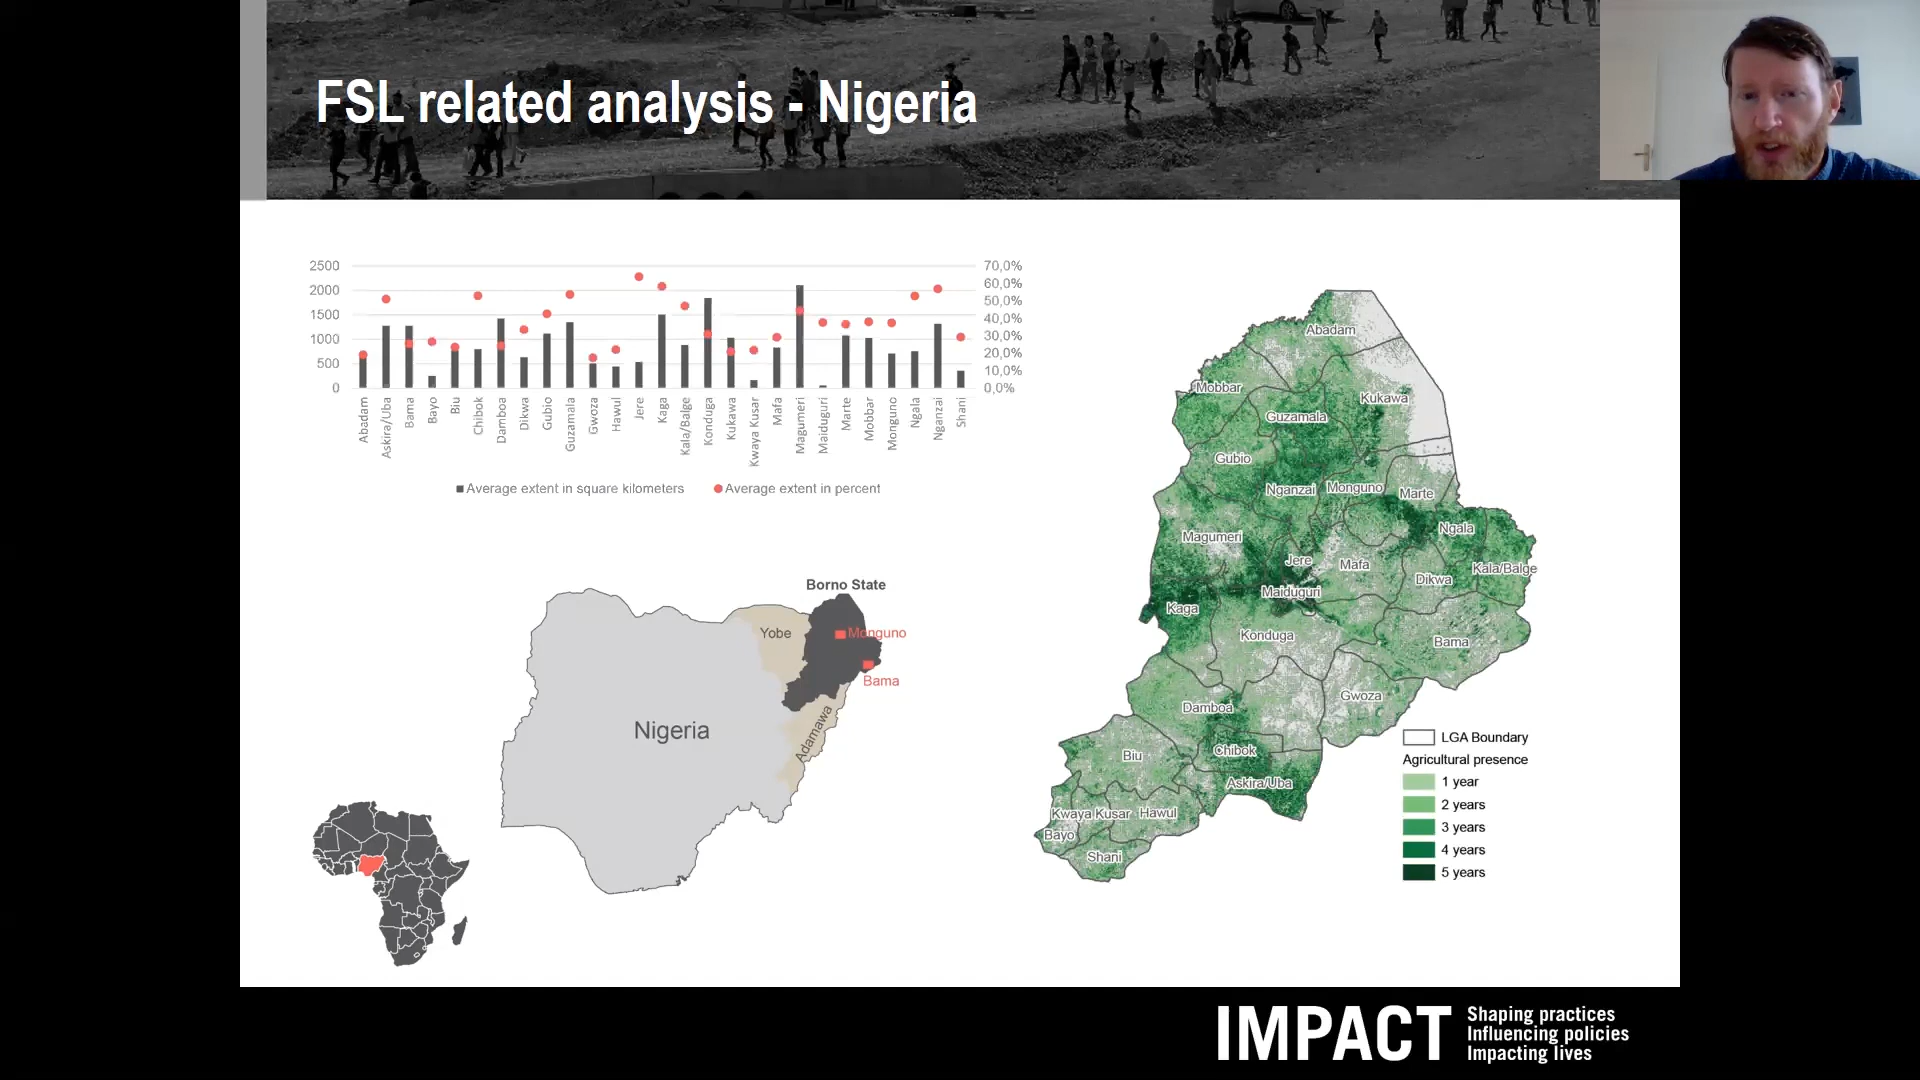 FSL related analysis - Nigeria
2500
2000
1500
1000
500
0
70,0%
60,0%
50,0%
40,0%
30,0%
20,0%
10,0%
0,0%
Abadam
Askira/Uba
Bama
Bayo
Biu
Chibok
Damboa
Dikwa
Gubio
Guzamala
Gwoza
Hawul
Jere
Kaga
Kala/Balge
Konduga
Kukawa
Kwaya Kusar
Mafa
Magumeri
Maiduguri
Marte
Mobbar
Monguno
Ngala
Nganzai
Shani
Average extent in square kilometers
Average extent in percent
Borno State
Yobe
Monguno
Bama
Adamawa
Nigeria
Abadam
Mobbar
Kukawa
Guzamala
Gubio
Nganzai
Monguno
Marte
Ngala
Magumeri
Jere
Mafa
Kala/Balge
Dikwa
Maiduguri
Kaga
Konduga
Bama
Gwoza
Damboa
Chibok
Biu
Askira/Uba
Kwaya Kusar
Hawul
Bayo
Shani
LGA Boundary
Agricultural presence
1 year
2 years
3 years
4 years
5 years
IMPACT
Shaping practices
Influencing policies
Impacting lives